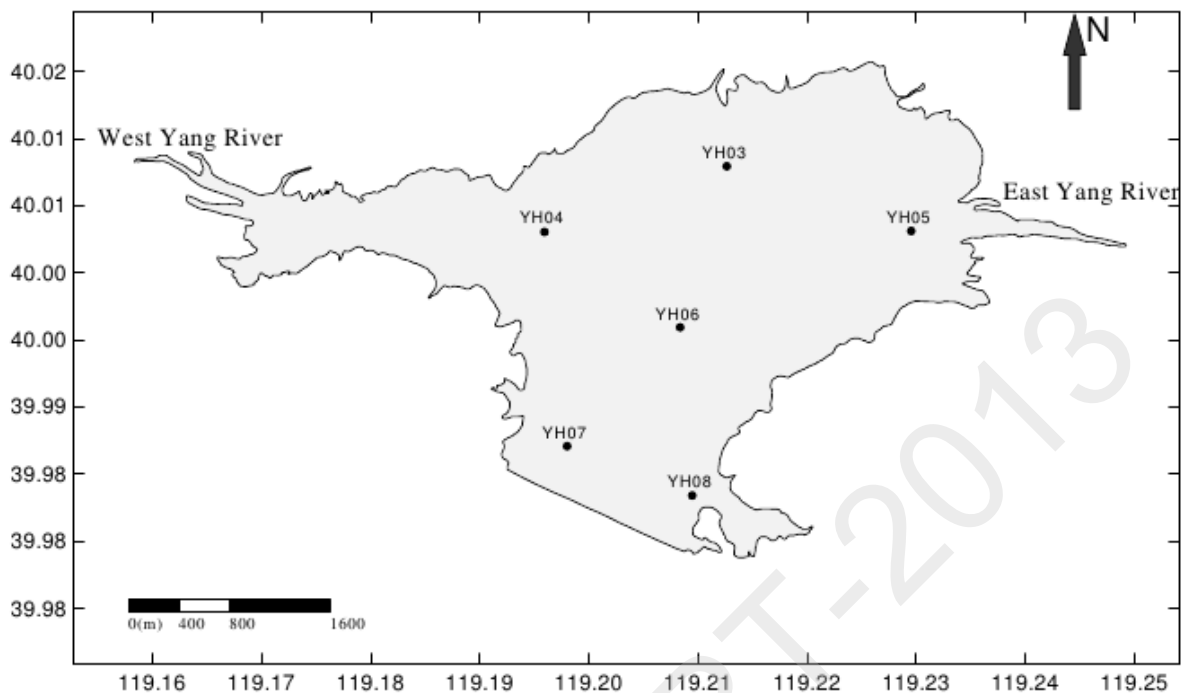 N
40.02
40.01
West Yang River
YH03
40.01
East Yang River
YH04
YH05
40.00
YH06
40.00
39.99
YH07
39.98
YH08
39.98
39.98
0(m) 400 800 1600
119.16 119.17 119.18 119.19 119.20 119.21 119.22 119.23 119.24 119.25
T-2013